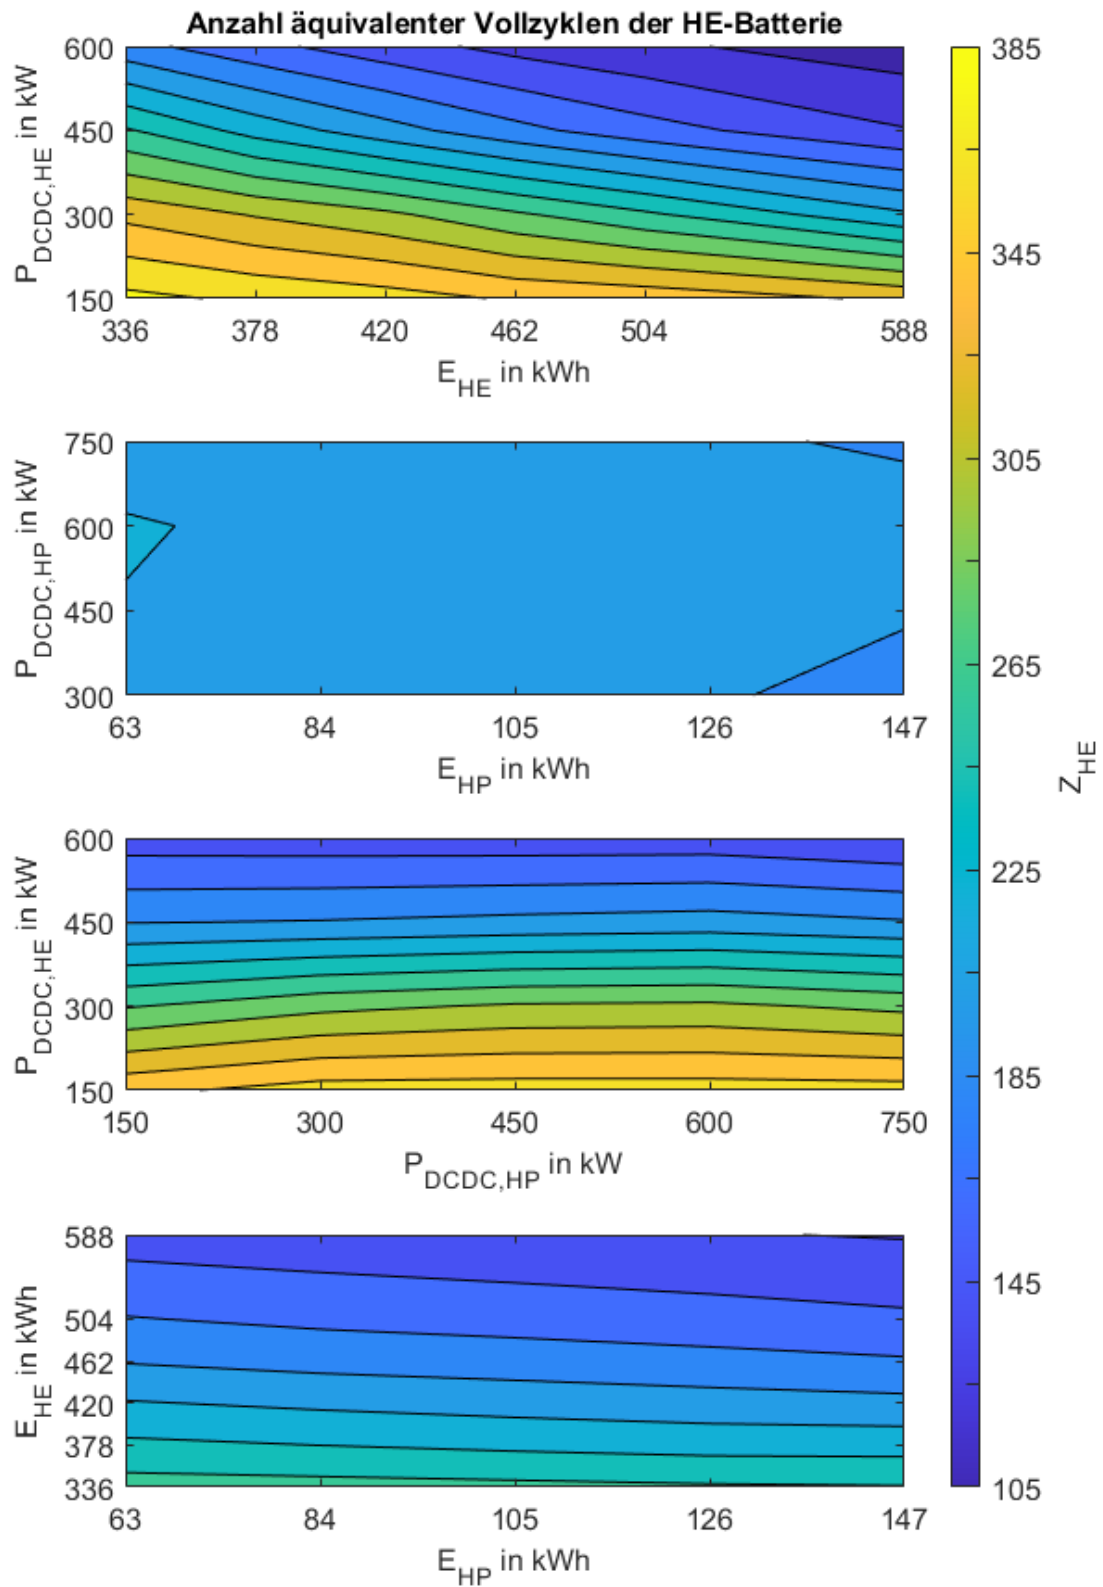 Anzahl äquivalenter Vollzyklen der HE-Batterie
P_DCDC,HE in kW
600
450
300
150
336 378 420 462 504 588
E_HE in kWh
P_DCDC,HP in kW
750
600
450
300
63 84 105 126 147
E_HP in kWh
P_DCDC,HE in kW
600
450
300
150
150 300 450 600 750
P_DCDC,HP in kW
E_HE in kWh
588
504
462
420
378
336
63 84 105 126 147
E_HP in kWh
385
345
305
265
225
185
145
105
Z_HE